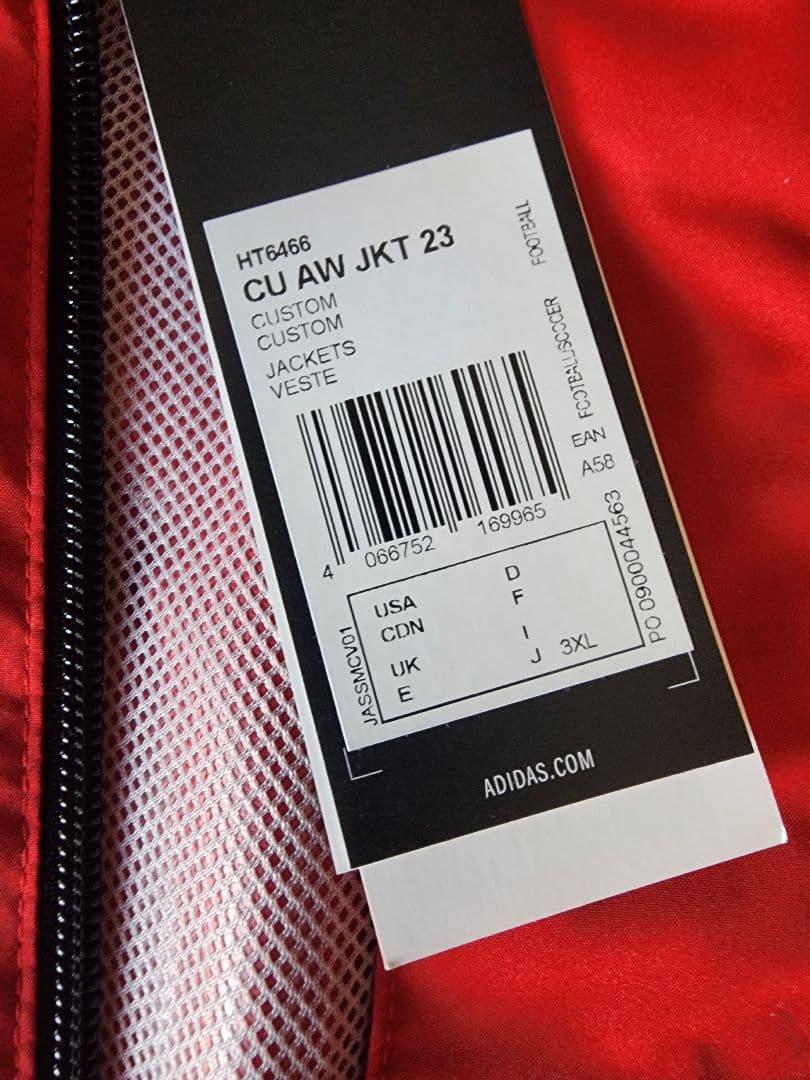 HT6466
CU AW JKT 23
CUSTOM
CUSTOM
JACKETS
VESTE
FOOTBALL
FOOTBALL/SOCCER
EAN
A58
4 066752 169965
USA D
CDN F
UK I
E J 3XL
JASSMCV01
PO 0900044563
ADIDAS.COM